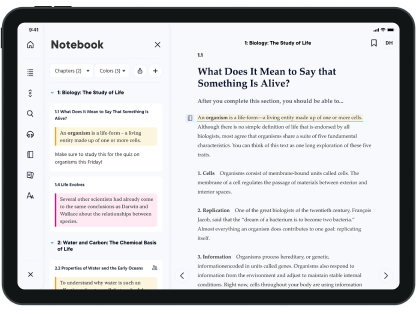 9:41
Notebook
Chapters (2)
Colors (3)
1: Biology: The Study of Life
1.1 What Does It Mean to Say That Something Is
Alive?
An organism is a life-form—a living
entity made up of one or more cells.
Make sure to study this for the quiz on
organisms this Friday!
1.4 Life Evolves
Several other scientists had already come
to the same conclusions as Darwin and
Wallace about the relationships between
species.
2: Water and Carbon: The Chemical Basis
of Life
2.2 Properties of Water and the Early Oceans
To understand why water is such an
1: Biology: The Study of Life
1.1
What Does It Mean to Say that
Something Is Alive?
After you complete this section, you should be able to...
An organism is a life-form—a living entity made up of one or more cells.
Although there is no simple definition of life that is endorsed by all
biologists, most agree that organisms share a suite of five fundamental
characteristics. You can think of this text as one long exploration of these five
traits.
1. Cells Organisms consist of membrane-bound units called cells. The
membrane of a cell regulates the passage of materials between exterior and
interior spaces.
2. Replication One of the great biologists of the twentieth century, François
Jacob, said that the "dream of a bacterium is to become two bacteria."
Almost everything an organism does contributes to one goal: replicating
itself.
3. Information Organisms process hereditary, or genetic,
information encoded in units called genes. Organisms also respond to
information from the environment and adjust to maintain stable internal
conditions. Right now, cells throughout your body are using information